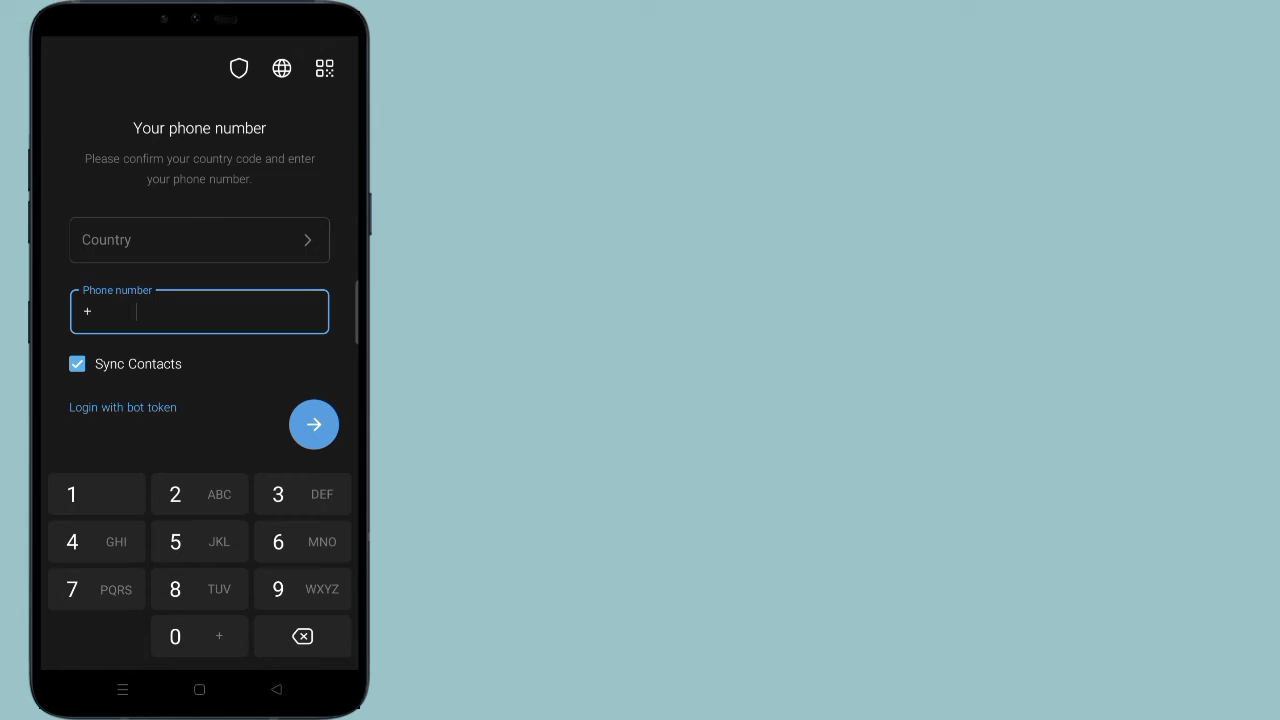 Your phone number
Please confirm your country code and enter
your phone number.
Country
Phone number
+
Sync Contacts
Login with bot token
1
2 ABC
3 DEF
4 GHI
5 JKL
6 MNO
7 PQRS
8 TUV
9 WXYZ
0 +